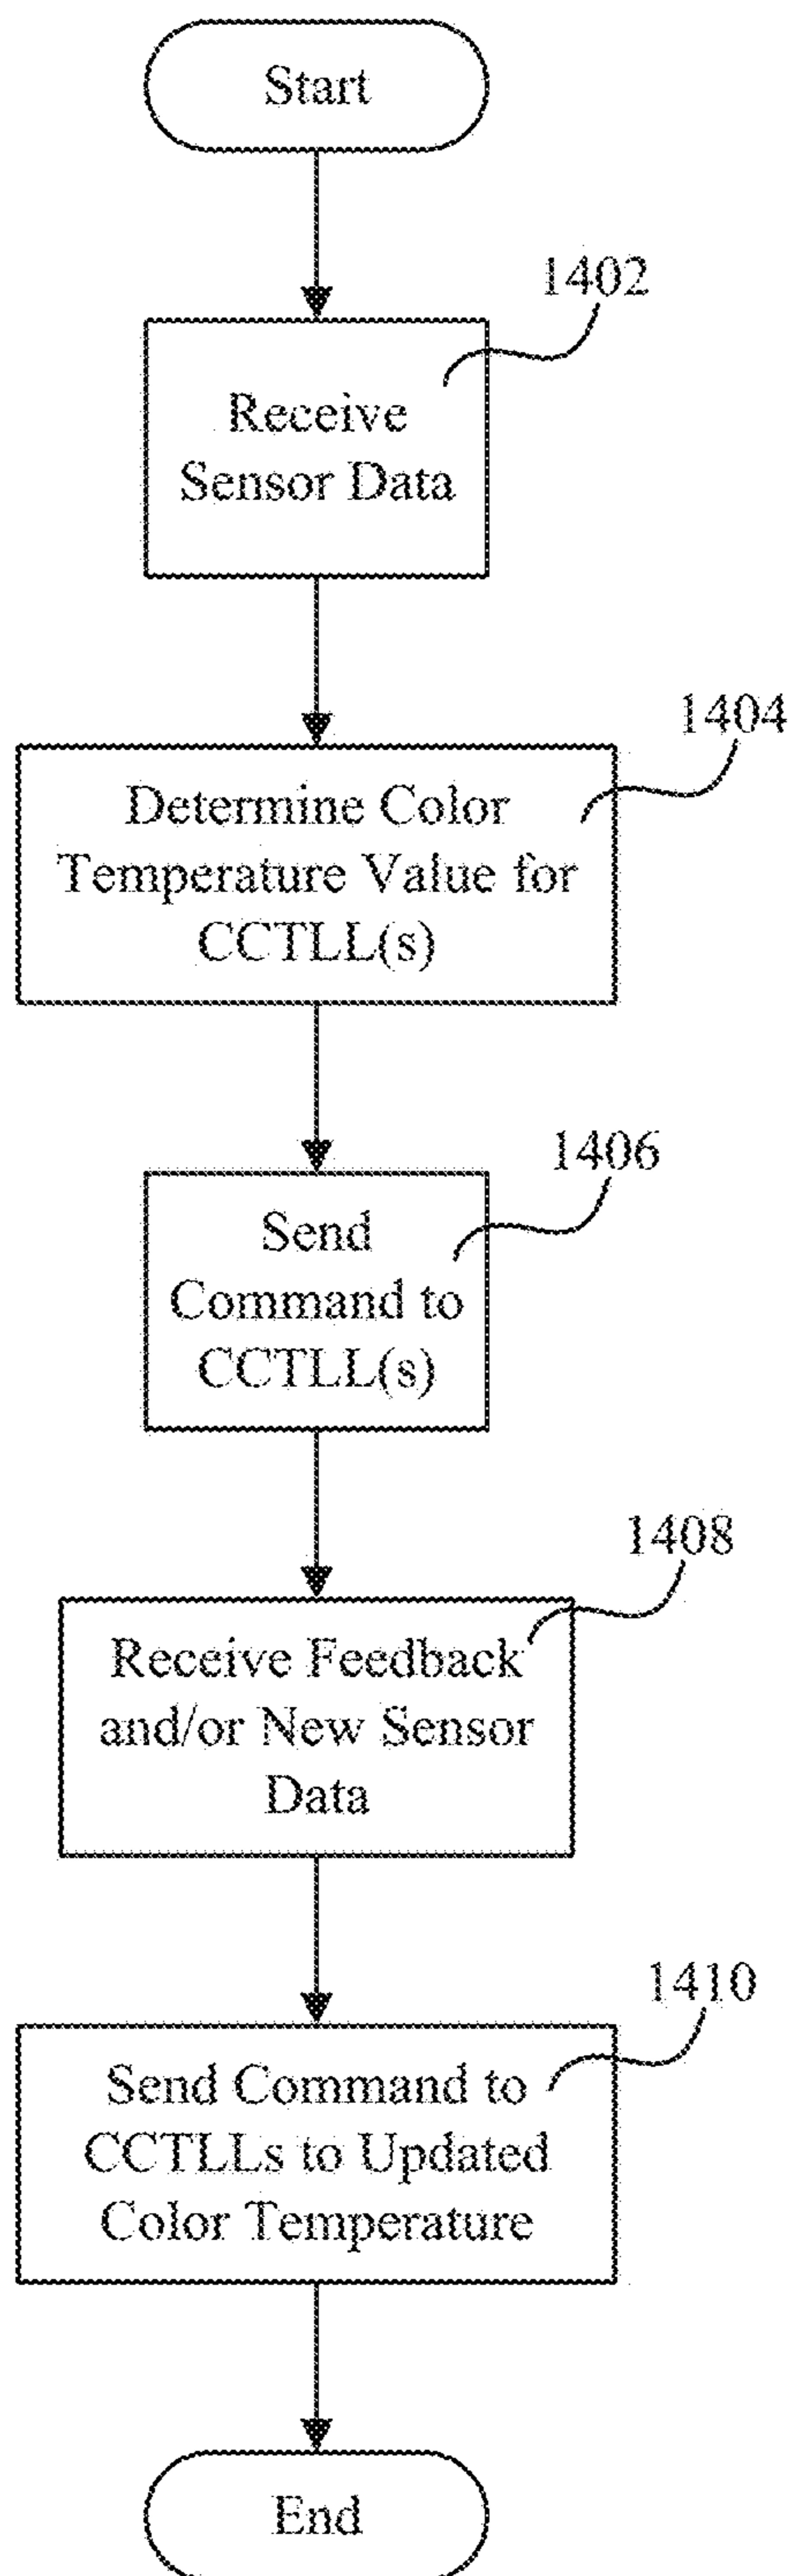 Start
1402
Receive
Sensor Data
1404
Determine Color
Temperature Value for
CCTLL(s)
1406
Send
Command to
CCTLL(s)
1408
Receive Feedback
and/or New Sensor
Data
1410
Send Command to
CCTLLs to Updated
Color Temperature
End